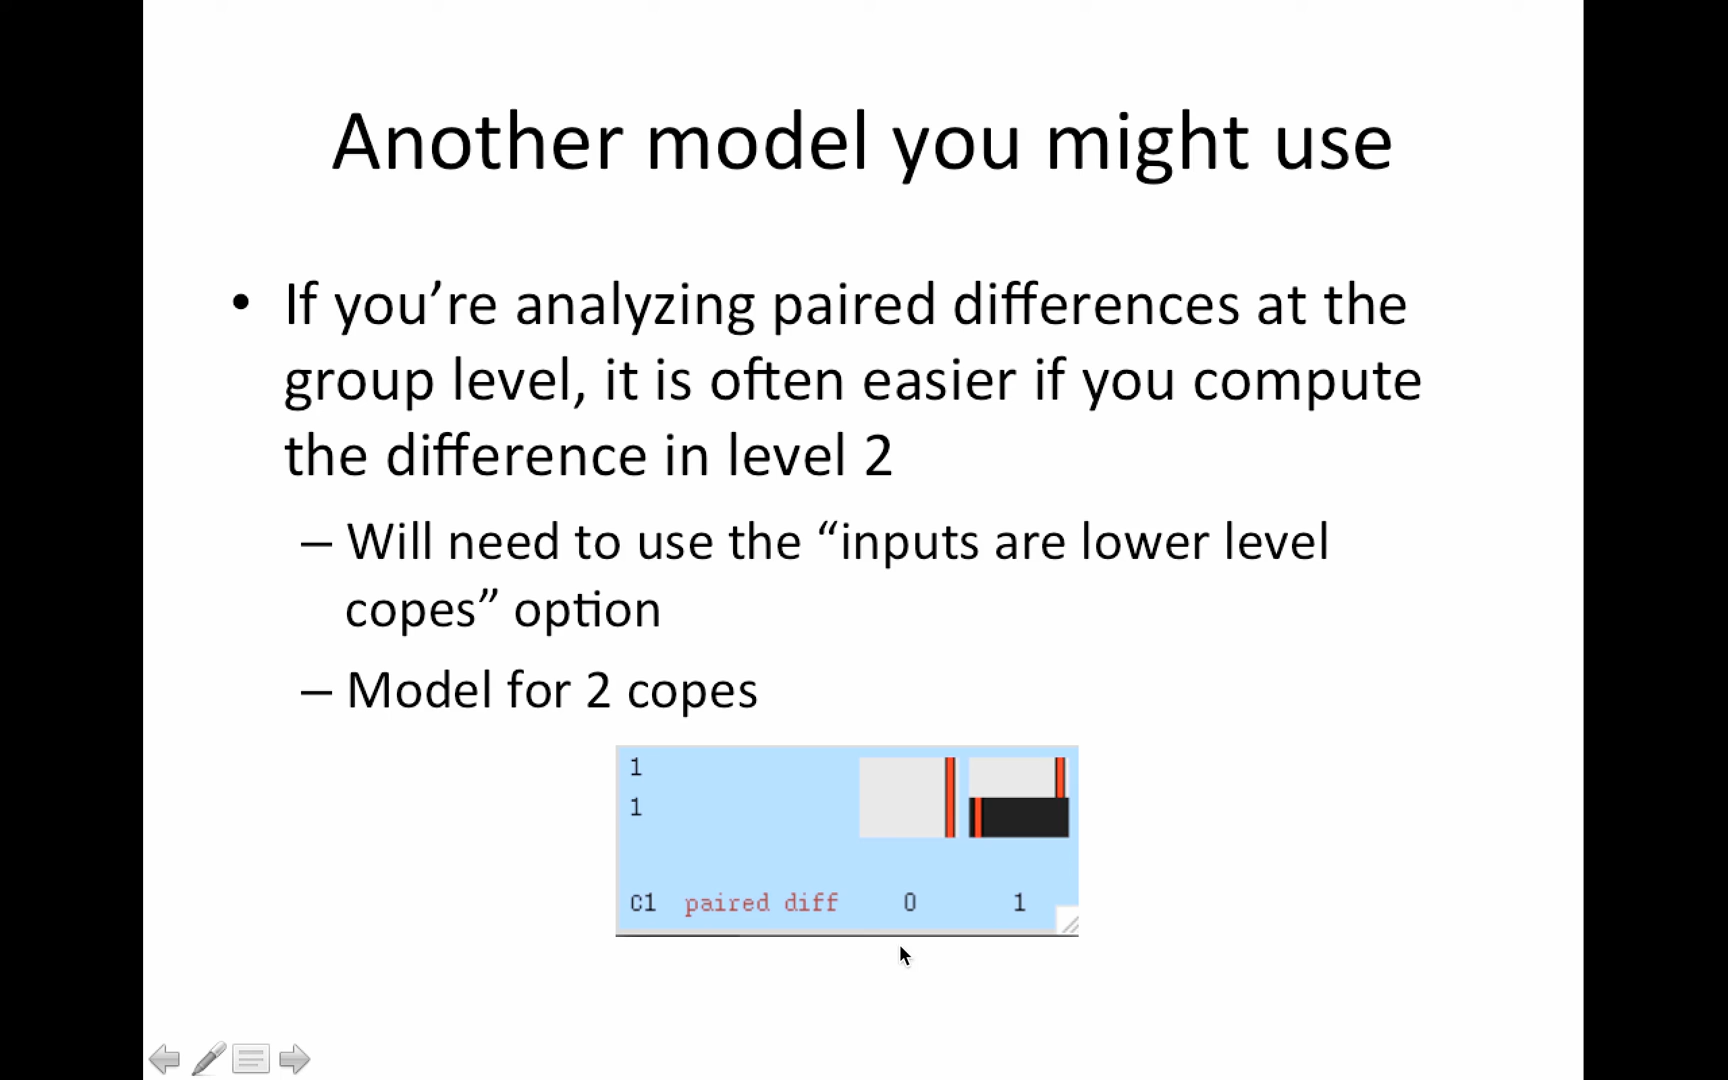 Another model you might use
• If you’re analyzing paired differences at the
group level, it is often easier if you compute
the difference in level 2
– Will need to use the “inputs are lower level
copes” option
– Model for 2 copes
1
1
C1 paired diff 0 1